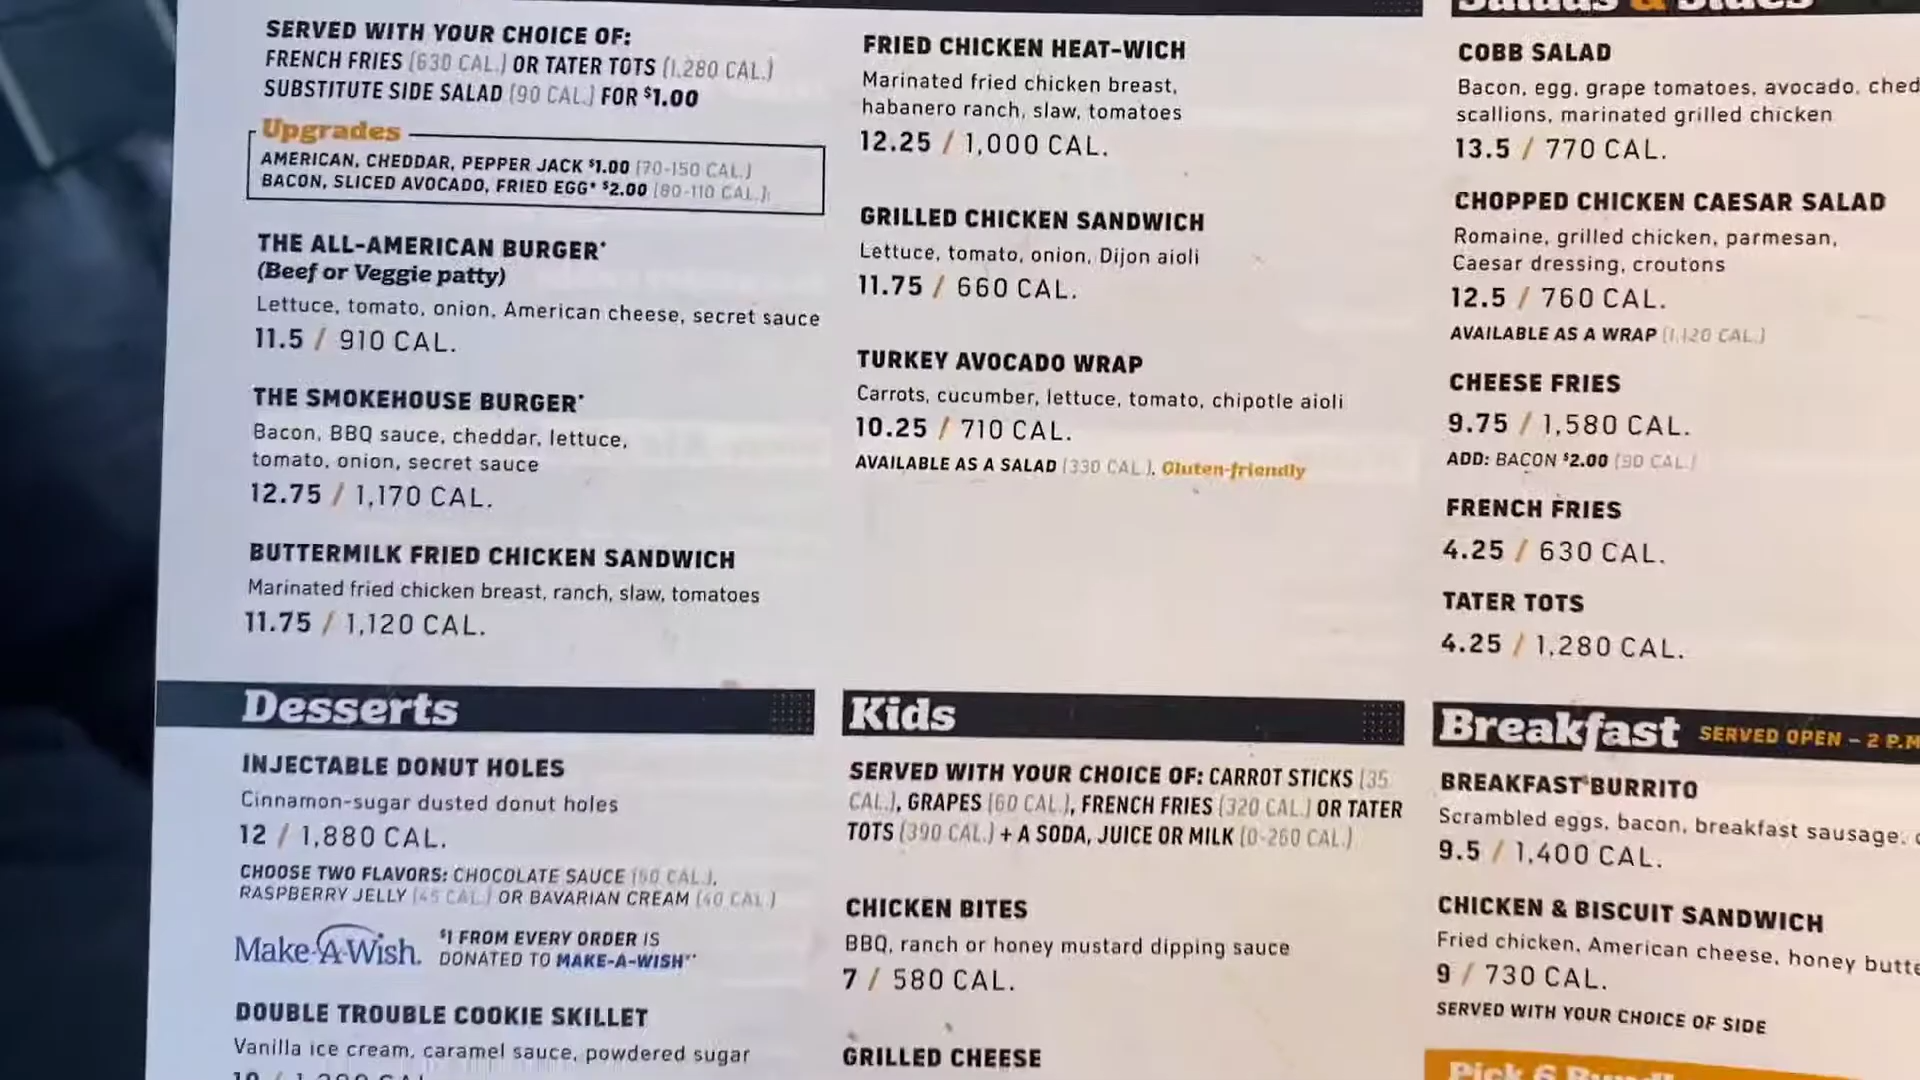 SERVED WITH YOUR CHOICE OF:
FRENCH FRIES (630 CAL.) OR TATER TOTS (1,280 CAL.)
SUBSTITUTE SIDE SALAD (90 CAL.) FOR $1.00
Upgrades
AMERICAN, CHEDDAR, PEPPER JACK $1.00 (70-150 CAL.)
BACON, SLICED AVOCADO, FRIED EGG* $2.00 (80-110 CAL.)
THE ALL-AMERICAN BURGER*
(Beef or Veggie patty)
Lettuce, tomato, onion, American cheese, secret sauce
11.5 / 910 CAL.
THE SMOKEHOUSE BURGER*
Bacon, BBQ sauce, cheddar, lettuce,
tomato, onion, secret sauce
12.75 / 1,170 CAL.
BUTTERMILK FRIED CHICKEN SANDWICH
Marinated fried chicken breast, ranch, slaw, tomatoes
11.75 / 1,120 CAL.
FRIED CHICKEN HEAT-WICH
Marinated fried chicken breast,
habanero ranch, slaw, tomatoes
12.25 / 1,000 CAL.
GRILLED CHICKEN SANDWICH
Lettuce, tomato, onion, Dijon aioli
11.75 / 660 CAL.
TURKEY AVOCADO WRAP
Carrots, cucumber, lettuce, tomato, chipotle aioli
10.25 / 710 CAL.
AVAILABLE AS A SALAD (330 CAL.), Gluten-friendly
Salads & Sides
COBB SALAD
Bacon, egg, grape tomatoes, avocado, ched
scallions, marinated grilled chicken
13.5 / 770 CAL.
CHOPPED CHICKEN CAESAR SALAD
Romaine, grilled chicken, parmesan,
Caesar dressing, croutons
12.5 / 760 CAL.
AVAILABLE AS A WRAP (1,120 CAL.)
CHEESE FRIES
9.75 / 1,580 CAL.
ADD: BACON $2.00 (90 CAL.)
FRENCH FRIES
4.25 / 630 CAL.
TATER TOTS
4.25 / 1,280 CAL.
Desserts
INJECTABLE DONUT HOLES
Cinnamon-sugar dusted donut holes
12 / 1,880 CAL.
CHOOSE TWO FLAVORS: CHOCOLATE SAUCE (50 CAL.),
RASPBERRY JELLY (45 CAL.) OR BAVARIAN CREAM (40 CAL.)
Make-A-Wish. $1 FROM EVERY ORDER IS
DONATED TO MAKE-A-WISH**
DOUBLE TROUBLE COOKIE SKILLET
Vanilla ice cream, caramel sauce, powdered sugar
Kids
SERVED WITH YOUR CHOICE OF: CARROT STICKS (35
CAL.), GRAPES (60 CAL.), FRENCH FRIES (320 CAL.) OR TATER
TOTS (390 CAL.) + A SODA, JUICE OR MILK (0-260 CAL.)
CHICKEN BITES
BBQ, ranch or honey mustard dipping sauce
7 / 580 CAL.
GRILLED CHEESE
Breakfast SERVED OPEN – 2 P.M
BREAKFAST BURRITO
Scrambled eggs, bacon, breakfast sausage,
9.5 / 1,400 CAL.
CHICKEN & BISCUIT SANDWICH
Fried chicken, American cheese, honey butte
9 / 730 CAL.
SERVED WITH YOUR CHOICE OF SIDE
Pick 6